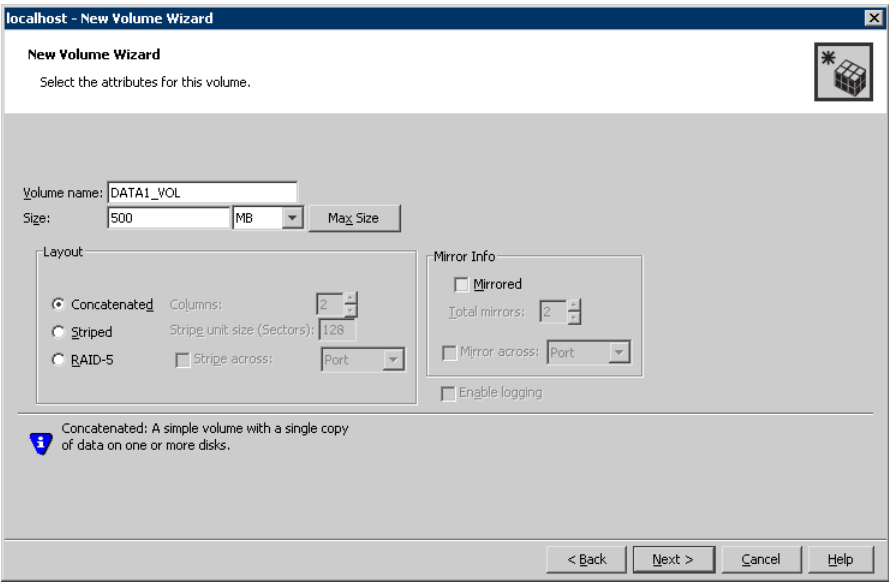 localhost - New Volume Wizard
New Volume Wizard
Select the attributes for this volume.
Volume name: DATA1_VOL
Size: 500 MB Max Size
Layout
Concatenated Columns: 2
Striped Stripe unit size (Sectors): 128
RAID-5 Stripe across: Port
Mirror Info
Mirrored
Total mirrors: 2
Mirror across: Port
Enable logging
Concatenated: A simple volume with a single copy
of data on one or more disks.
< Back Next > Cancel Help